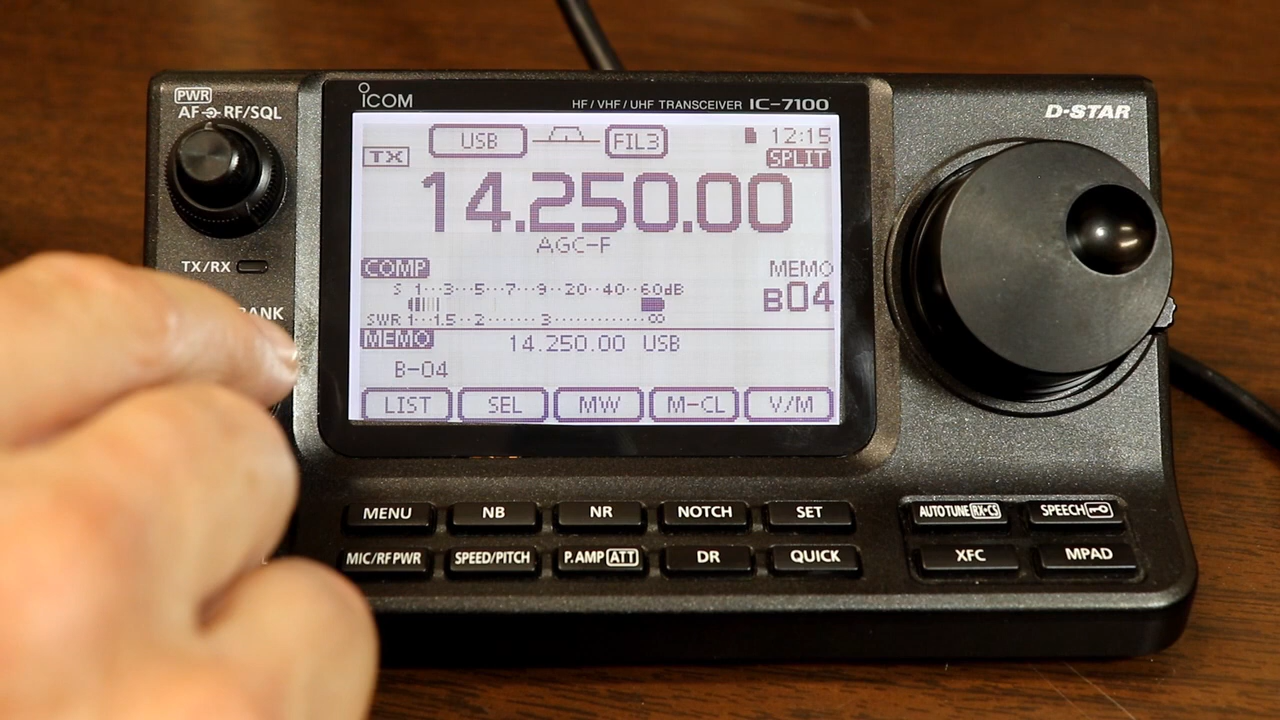 PWR
AF RF/SQL
ICOM
HF/VHF/UHF TRANSCEIVER IC-7100
D-STAR
USB FIL3 12:15
TX SPLIT
14.250.00
AGC-F
TX/RX
COMP MEMO
S 1··3··5··7··9··20··40··60dB
B04
SWR 1··1.5··2·····3·········∞
MEMO 14.250.00 USB
B-04
LIST SEL MW M-CL V/M
MENU NB NR NOTCH SET AUTOTUNE RX→CS SPEECH
MIC/RF PWR SPEED/PITCH P.AMP ATT DR QUICK XFC MPAD